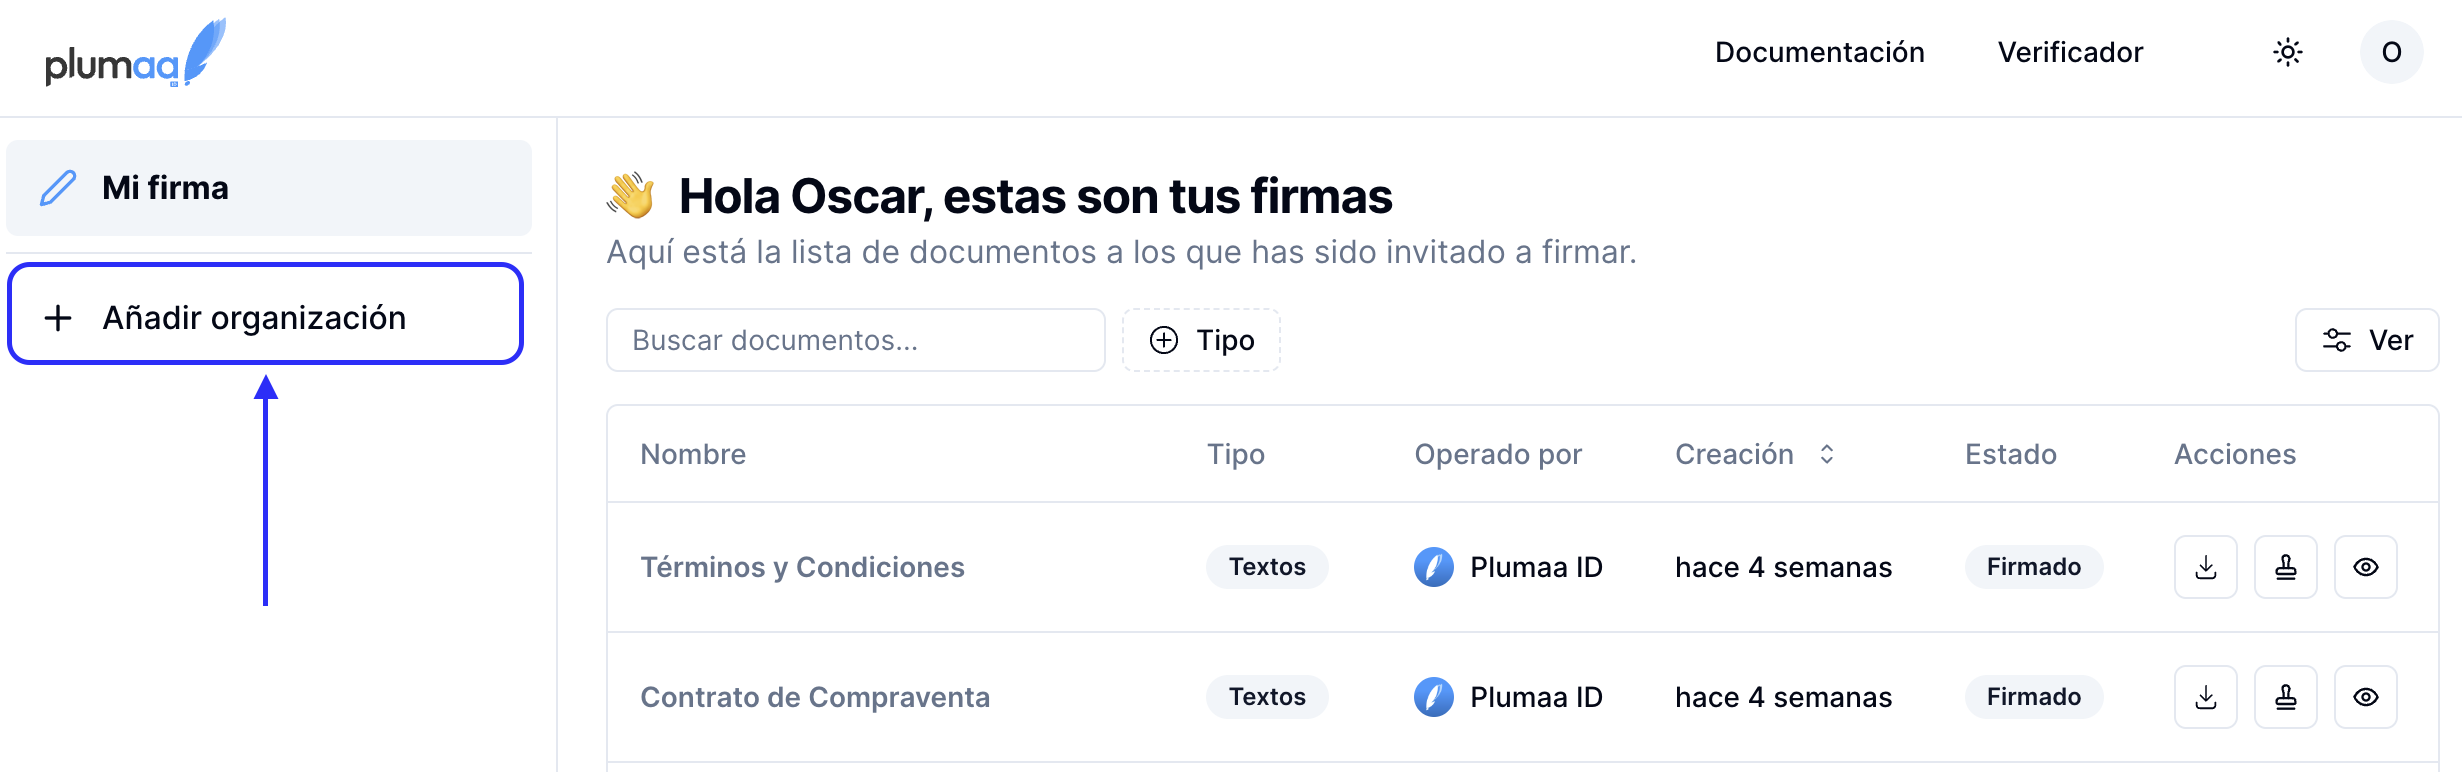 plumaa
Documentación
Verificador
O
Mi firma
Añadir organización
Hola Oscar, estas son tus firmas
Aquí está la lista de documentos a los que has sido invitado a firmar.
Buscar documentos...
Tipo
Ver
Nombre Tipo Operado por Creación Estado Acciones
Términos y Condiciones Textos Plumaa ID hace 4 semanas Firmado
Contrato de Compraventa Textos Plumaa ID hace 4 semanas Firmado